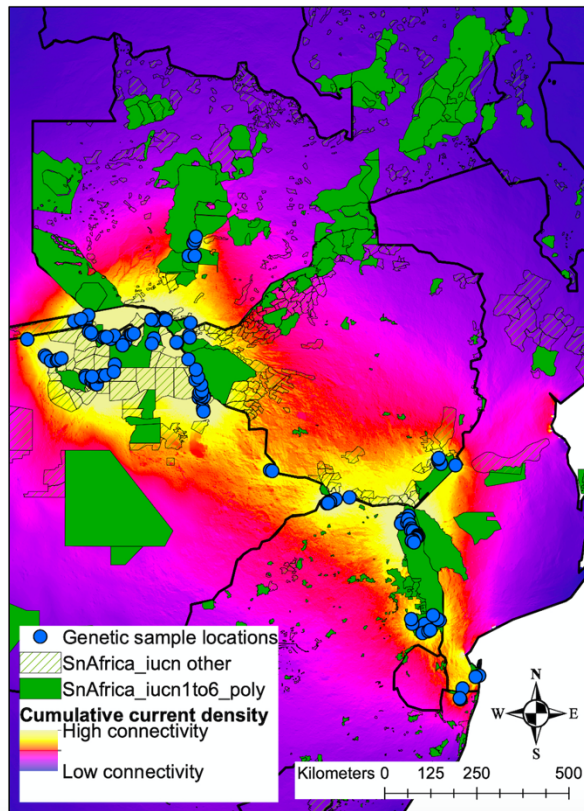 Genetic sample locations
SnAfrica_iucn other
SnAfrica_iucn1to6_poly
Cumulative current density
High connectivity
Low connectivity
N
W E
S
Kilometers 0 125 250 500